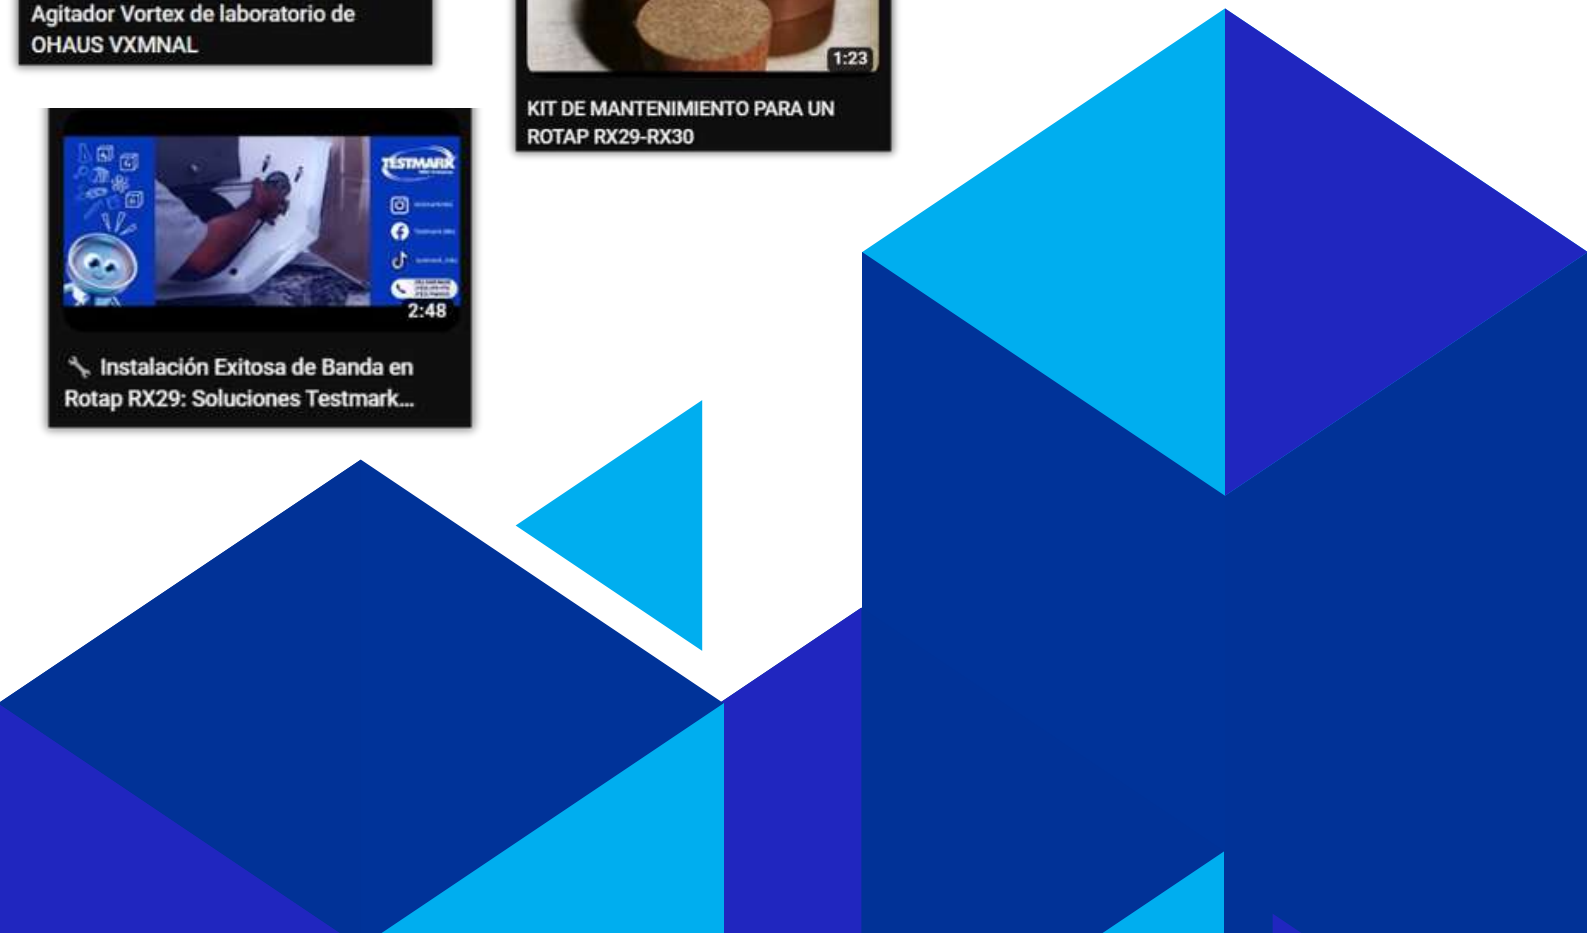 Agitador Vortex de laboratorio de
OHAUS VXMNAL
1:23
KIT DE MANTENIMIENTO PARA UN
ROTAP RX29-RX30
TESTMARK
2:48
Instalación Exitosa de Banda en
Rotap RX29: Soluciones Testmark...